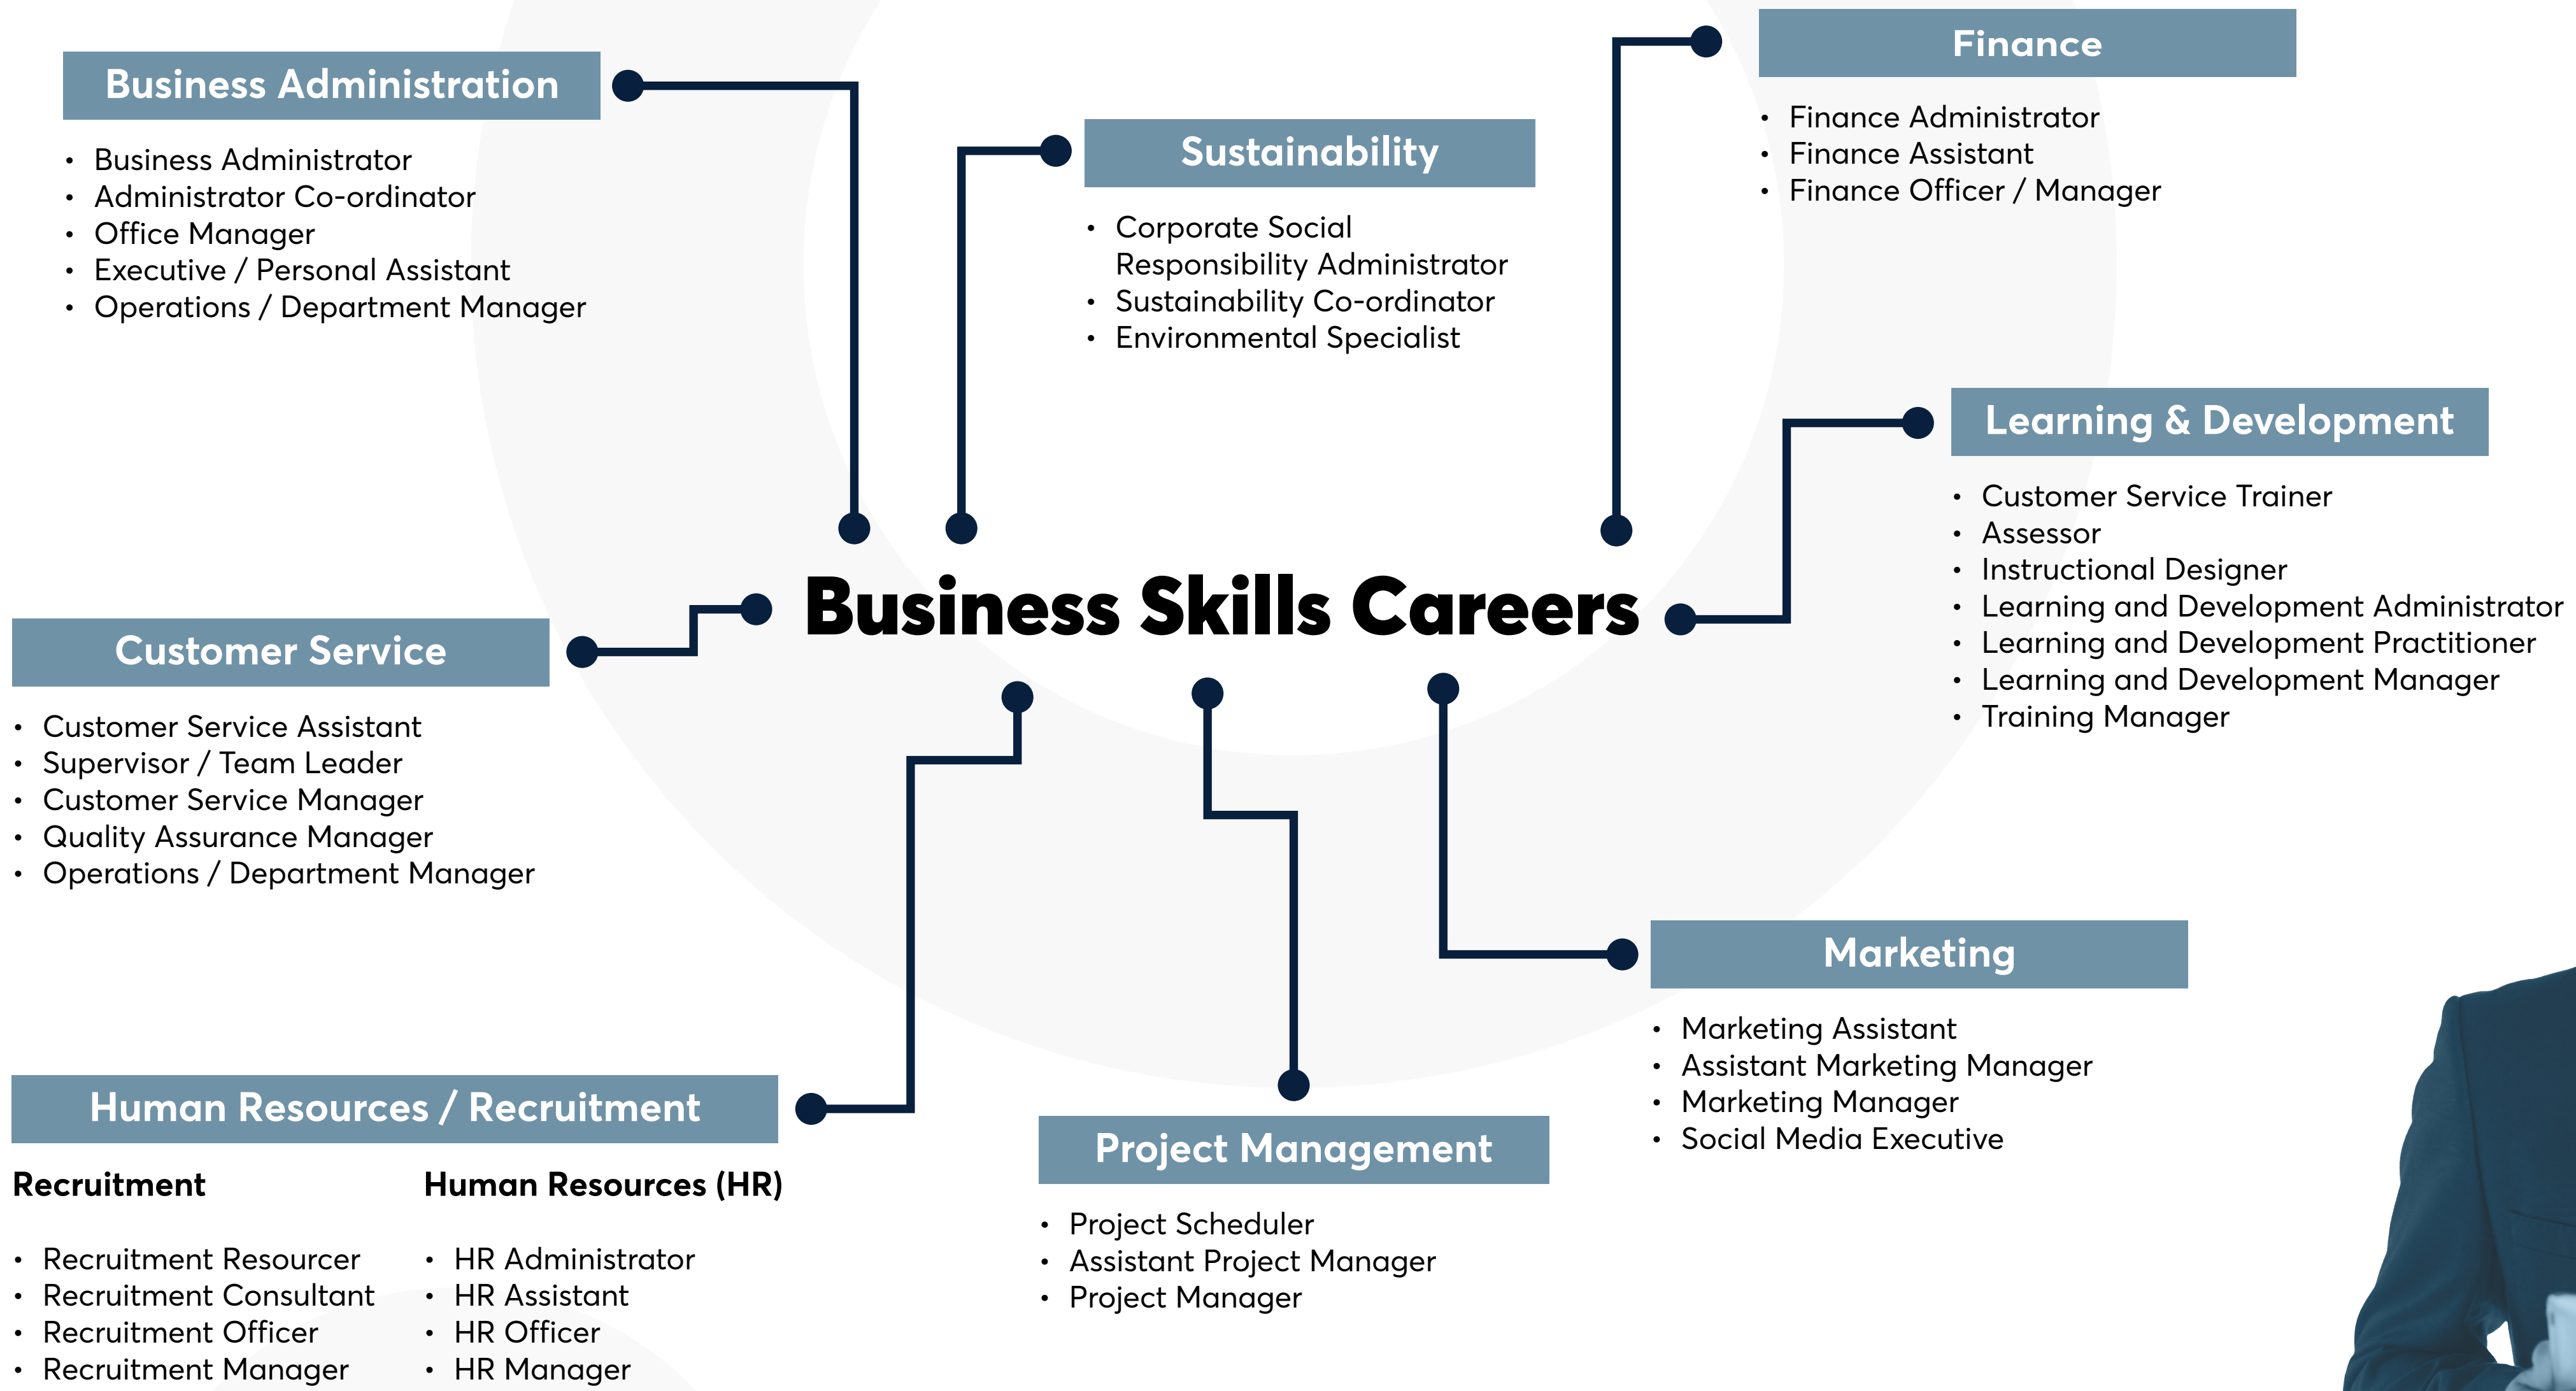 Business Administration
• Business Administrator
• Administrator Co-ordinator
• Office Manager
• Executive / Personal Assistant
• Operations / Department Manager
Sustainability
• Corporate Social
Responsibility Administrator
• Sustainability Co-ordinator
• Environmental Specialist
Finance
• Finance Administrator
• Finance Assistant
• Finance Officer / Manager
Learning & Development
• Customer Service Trainer
• Assessor
• Instructional Designer
• Learning and Development Administrator
• Learning and Development Practitioner
• Learning and Development Manager
• Training Manager
Business Skills Careers
Customer Service
• Customer Service Assistant
• Supervisor / Team Leader
• Customer Service Manager
• Quality Assurance Manager
• Operations / Department Manager
Marketing
• Marketing Assistant
• Assistant Marketing Manager
• Marketing Manager
• Social Media Executive
Human Resources / Recruitment
Recruitment
• Recruitment Resourcer
• Recruitment Consultant
• Recruitment Officer
• Recruitment Manager
Human Resources (HR)
• HR Administrator
• HR Assistant
• HR Officer
• HR Manager
Project Management
• Project Scheduler
• Assistant Project Manager
• Project Manager